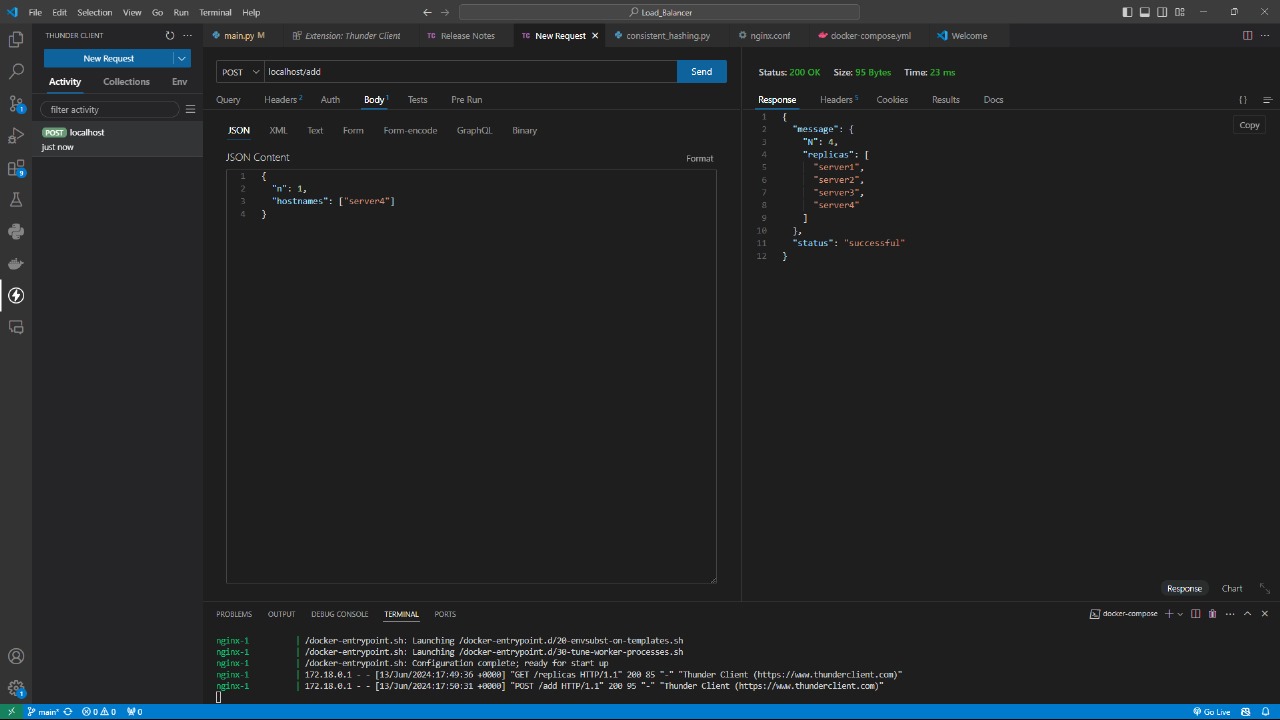 File Edit Selection View Go Run Terminal Help
Load_Balancer
THUNDER CLIENT
New Request
Activity Collections Env
filter activity
POST localhost
just now
main.py M
Extension: Thunder Client
TC Release Notes
TC New Request
consistent_hashing.py
nginx.conf
docker-compose.yml
Welcome
POST localhost/add Send
Query Headers 2 Auth Body 1 Tests Pre Run
JSON XML Text Form Form-encode GraphQL Binary
JSON Content Format
1 {
2 "n": 1,
3 "hostnames": ["server4"]
4 }
Status: 200 OK Size: 95 Bytes Time: 23 ms
Response Headers 5 Cookies Results Docs {}
Copy
1 {
2 "message": {
3 "N": 4,
4 "replicas": [
5 "server1",
6 "server2",
7 "server3",
8 "server4"
9 ]
10 },
11 "status": "successful"
12 }
Response Chart
PROBLEMS OUTPUT DEBUG CONSOLE TERMINAL PORTS
docker-compose
nginx-1 | /docker-entrypoint.sh: Launching /docker-entrypoint.d/20-envsubst-on-templates.sh
nginx-1 | /docker-entrypoint.sh: Launching /docker-entrypoint.d/30-tune-worker-processes.sh
nginx-1 | /docker-entrypoint.sh: Configuration complete; ready for start up
nginx-1 | 172.18.0.1 - - [13/Jun/2024:17:49:36 +0000] "GET /replicas HTTP/1.1" 200 85 "-" "Thunder Client (https://www.thunderclient.com)"
nginx-1 | 172.18.0.1 - - [13/Jun/2024:17:50:31 +0000] "POST /add HTTP/1.1" 200 95 "-" "Thunder Client (https://www.thunderclient.com)"
1
9
1
main* 0 0 0
Go Live